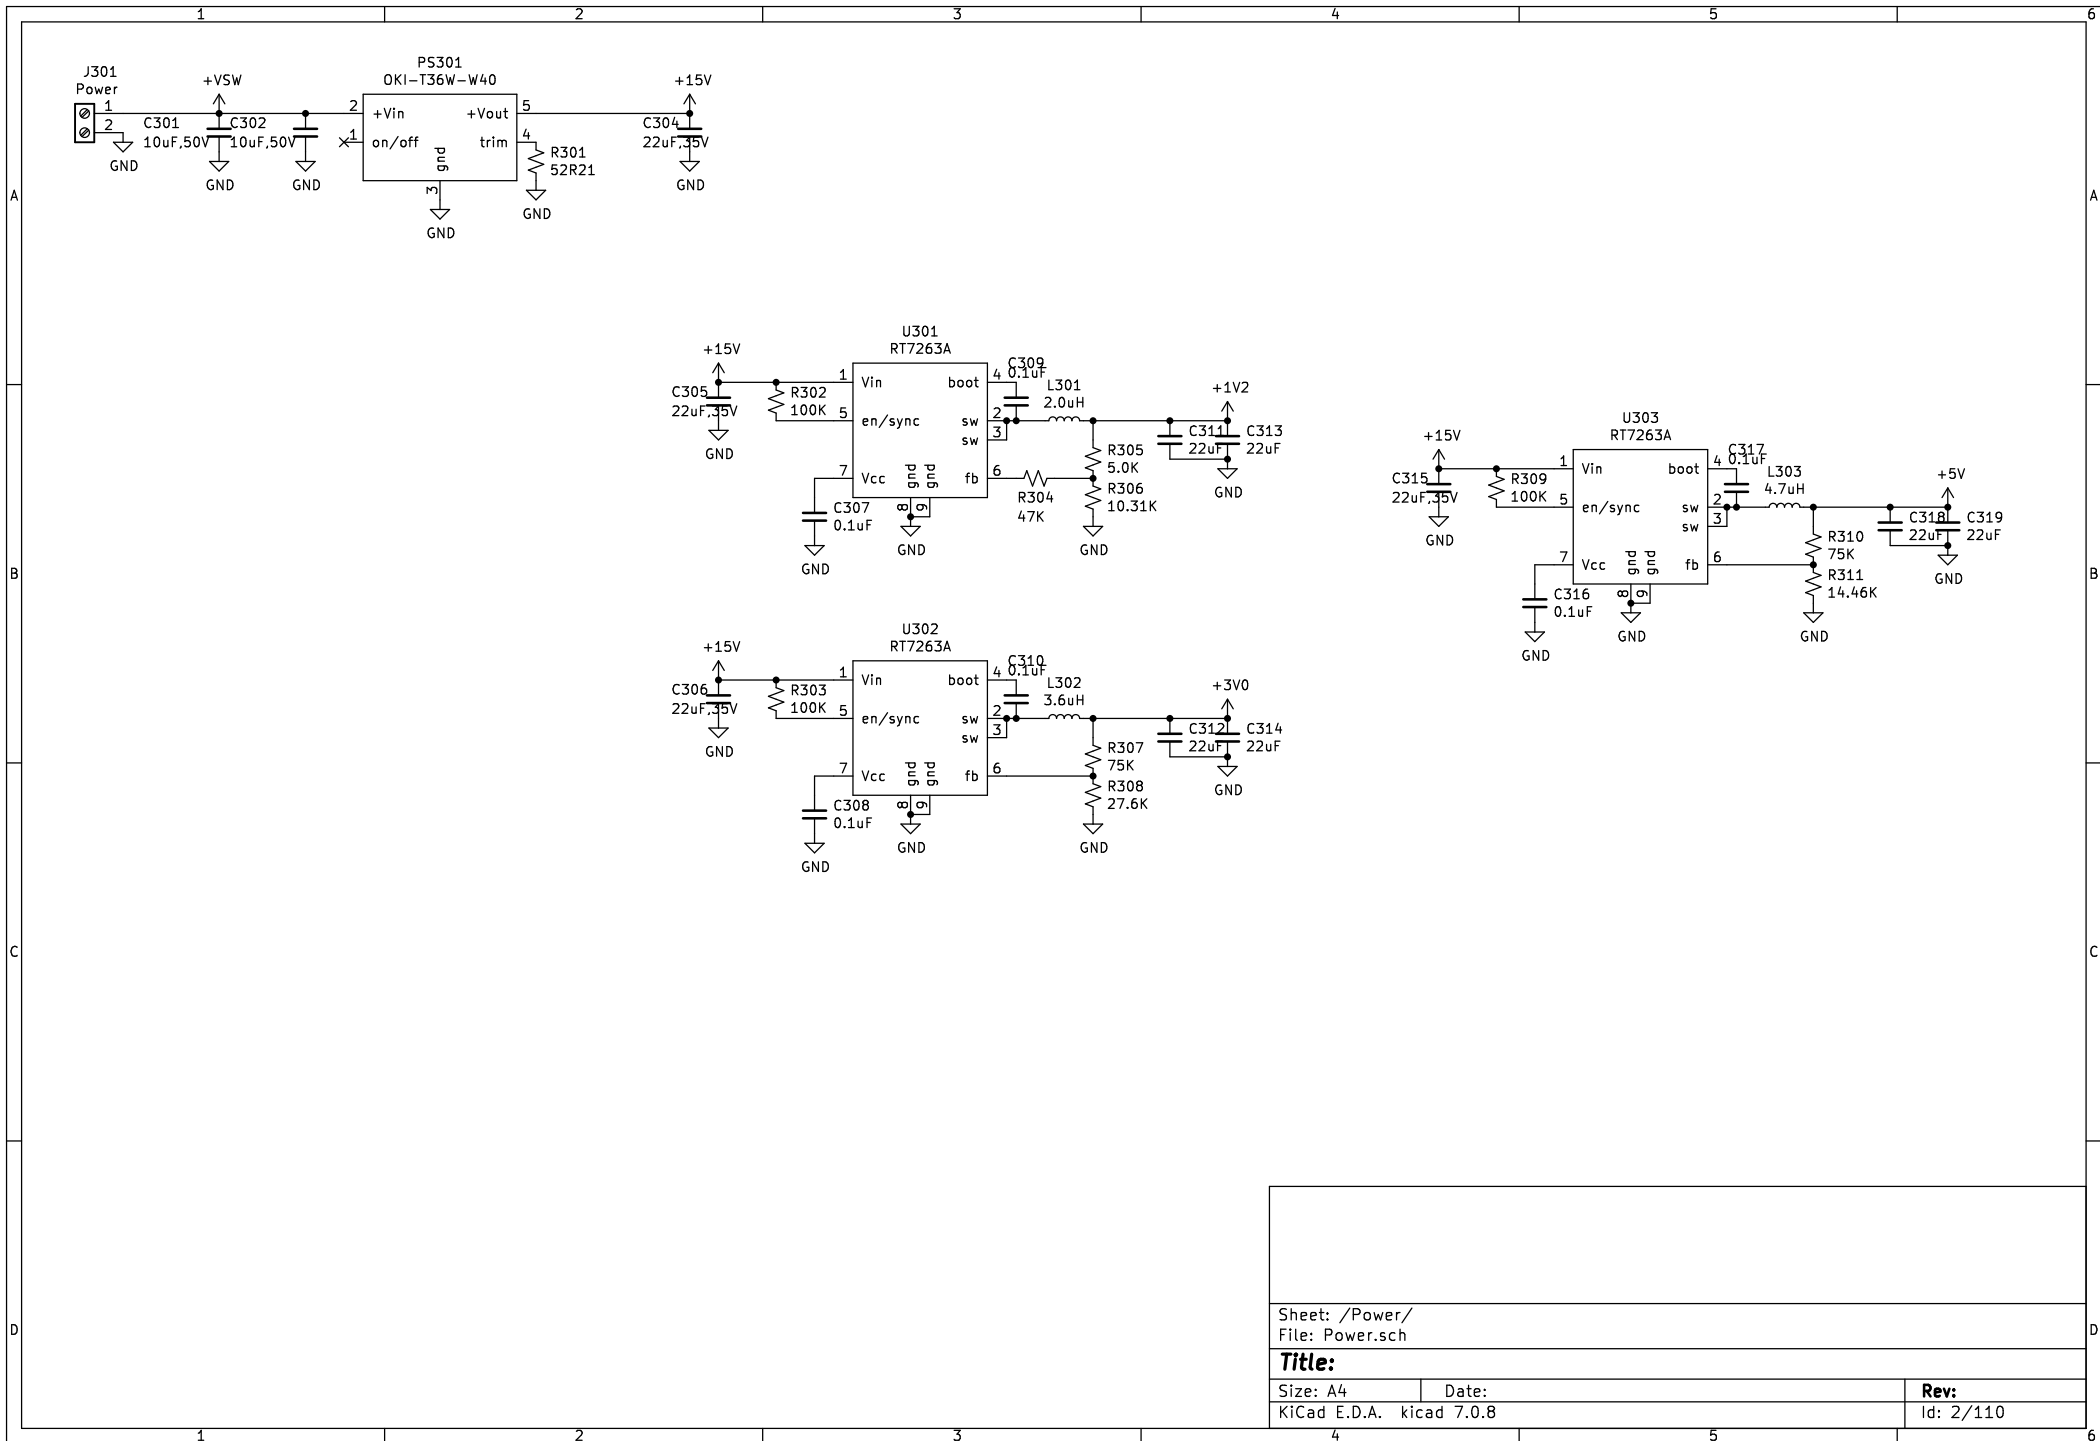 1 2 3 4 5 6
J301
Power
1
2
GND
+VSW
C301
10uF,50V
GND
C302
10uF,50V
GND
PS301
OKI-T36W-W40
2 +Vin
1 on/off
gnd
3
GND
+Vout 5
trim 4
R301
52R21
GND
+15V
C304
22uF,35V
GND
A A
+15V
C305
22uF,35V
GND
R302
100K
U301
RT7263A
1 Vin
5 en/sync
7 Vcc
gnd gnd
8 9
GND
boot 4
sw 2
sw 3
fb 6
C307
0.1uF
GND
C309
0.1uF
L301
2.0uH
R304
47K
R305
5.0K
R306
10.31K
GND
+1V2
C311
22uF
C313
22uF
GND
+15V
C315
22uF,35V
GND
R309
100K
U303
RT7263A
1 Vin
5 en/sync
7 Vcc
gnd gnd
8 9
GND
boot 4
sw 2
sw 3
fb 6
C316
0.1uF
GND
C317
0.1uF
L303
4.7uH
R310
75K
R311
14.46K
GND
+5V
C318
22uF
C319
22uF
GND
B B
+15V
C306
22uF,35V
GND
R303
100K
U302
RT7263A
1 Vin
5 en/sync
7 Vcc
gnd gnd
8 9
GND
boot 4
sw 2
sw 3
fb 6
C308
0.1uF
GND
C310
0.1uF
L302
3.6uH
R307
75K
R308
27.6K
GND
+3V0
C312
22uF
C314
22uF
GND
C C
D D
Sheet: /Power/
File: Power.sch
Title:
Size: A4 Date: Rev:
KiCad E.D.A. kicad 7.0.8 Id: 2/110
1 2 3 4 5 6